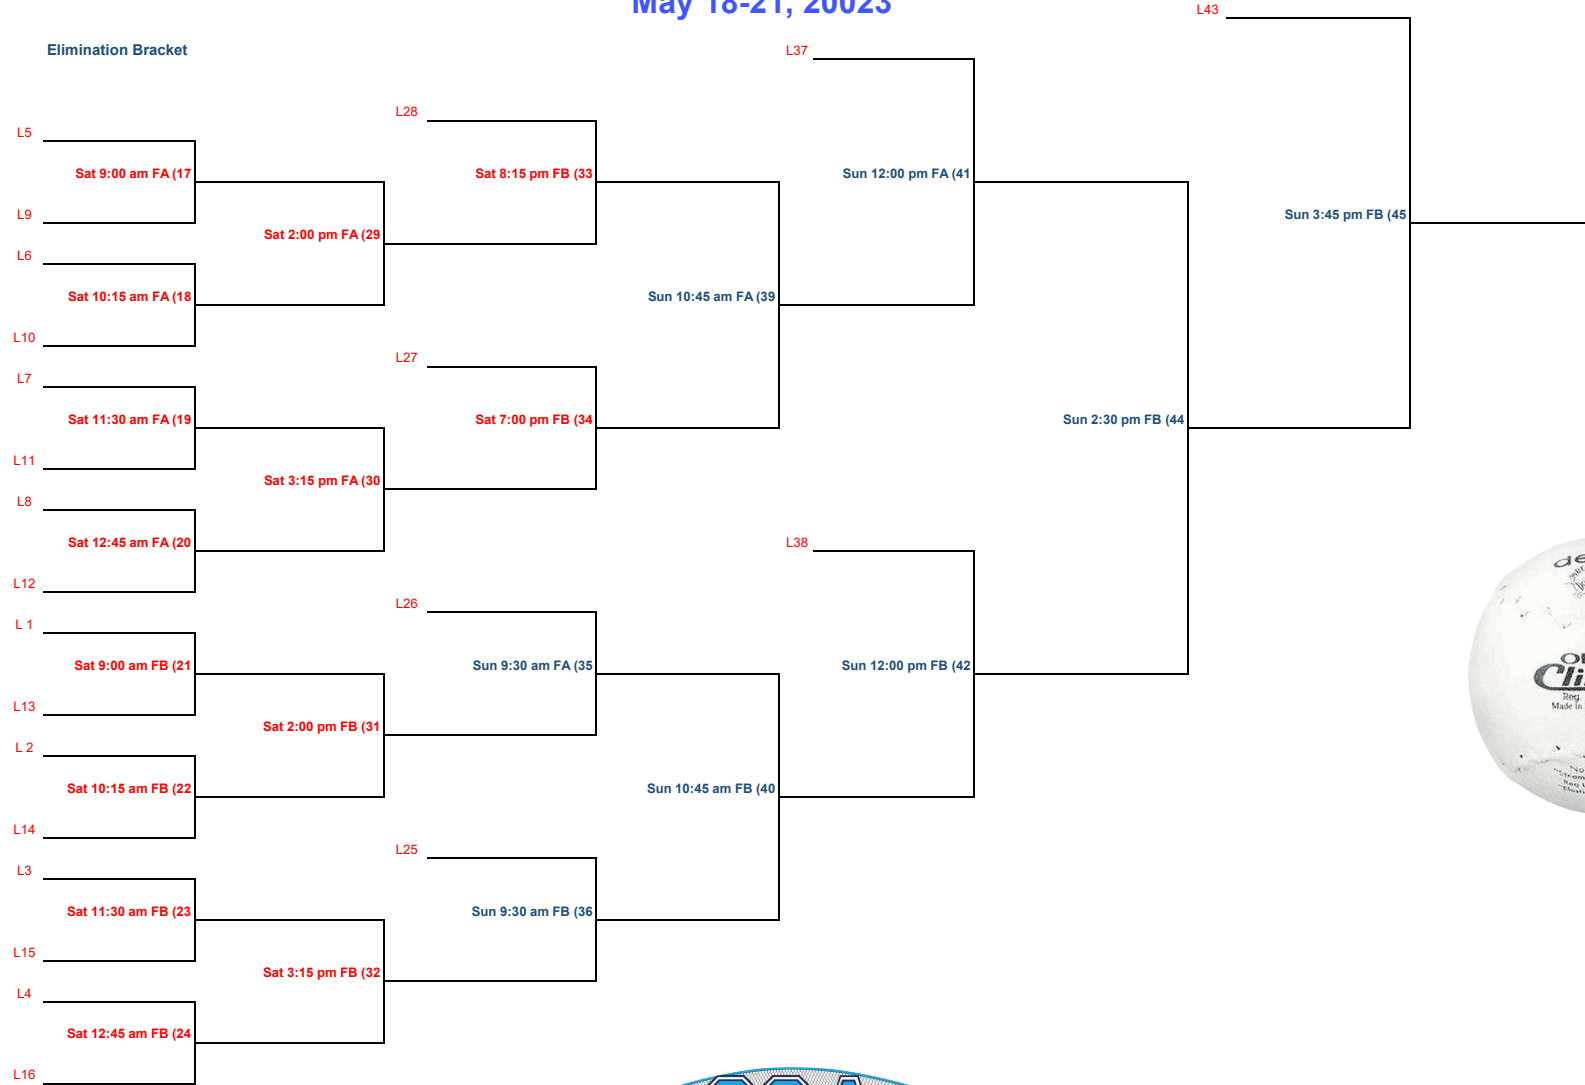 May 18-21, 20023
L43
Elimination Bracket
L37
L28
L5
Sat 9:00 am FA (17
Sat 8:15 pm FB (33
Sun 12:00 pm FA (41
L9
Sun 3:45 pm FB (45
Sat 2:00 pm FA (29
L6
Sat 10:15 am FA (18
Sun 10:45 am FA (39
L10
L27
L7
Sat 11:30 am FA (19
Sat 7:00 pm FB (34
Sun 2:30 pm FB (44
L11
Sat 3:15 pm FA (30
L8
Sat 12:45 am FA (20
L38
L12
L26
L 1
Sat 9:00 am FB (21
Sun 9:30 am FA (35
Sun 12:00 pm FB (42
L13
Sat 2:00 pm FB (31
L 2
Sat 10:15 am FB (22
Sun 10:45 am FB (40
L14
L25
L3
Sat 11:30 am FB (23
Sun 9:30 am FB (36
L15
Sat 3:15 pm FB (32
L4
Sat 12:45 am FB (24
L16
Reg.
Made in